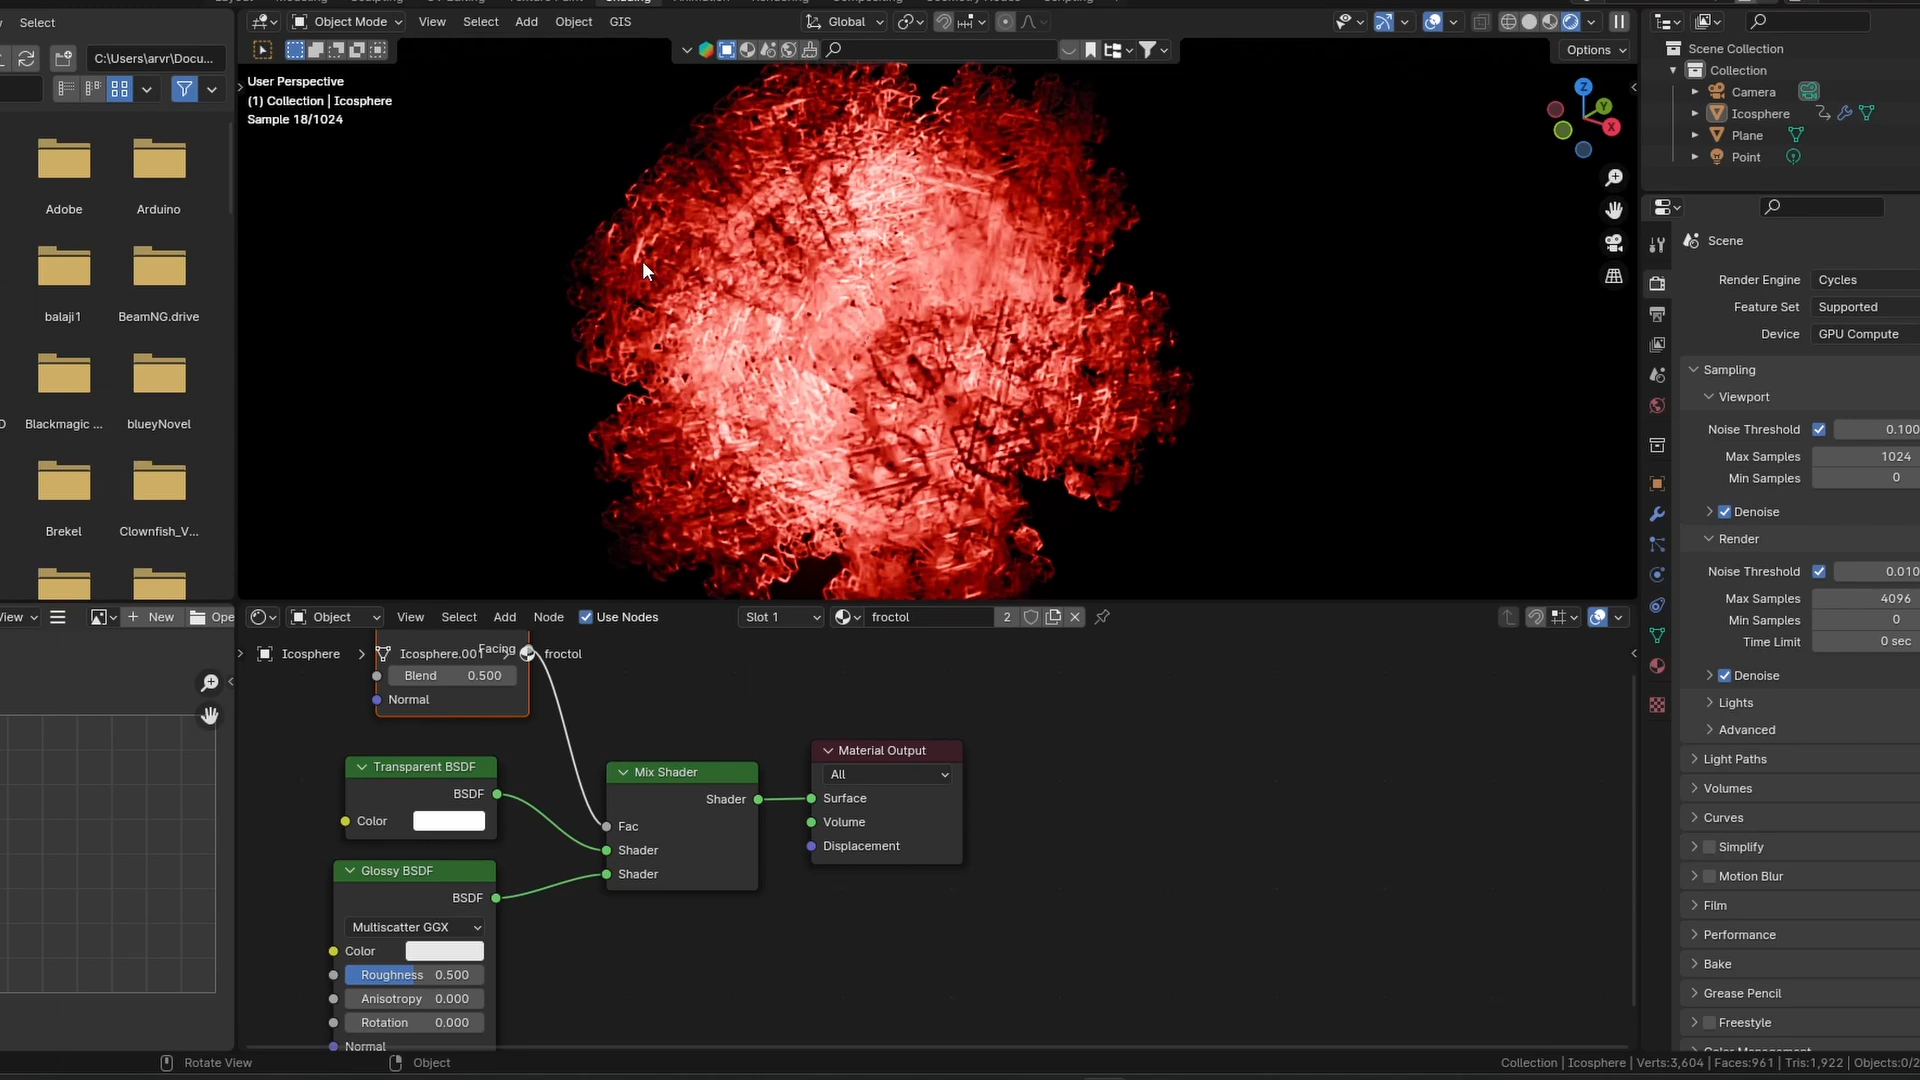 Select
Object Mode
View
Select
Add
Object
GIS
Global
C:\Users\arvr\Docu...
Options
User Perspective
(1) Collection | Icosphere
Sample 18/1024
Z
Y
X
Scene Collection
Collection
Camera
Icosphere
Plane
Point
Adobe
Arduino
balaji1
BeamNG.drive
Blackmagic ...
blueyNovel
Brekel
Clownfish_V...
Scene
Render Engine
Cycles
Feature Set
Supported
Device
GPU Compute
Sampling
Viewport
Noise Threshold
0.100
Max Samples
1024
Min Samples
0
Denoise
Render
Noise Threshold
0.010
Max Samples
4096
Min Samples
0
Time Limit
0 sec
Denoise
Lights
Advanced
Light Paths
Volumes
Curves
Simplify
Motion Blur
Film
Performance
Bake
Grease Pencil
Freestyle
View
New
Ope
Object
View
Select
Add
Node
Use Nodes
Slot 1
froctol
2
Icosphere
Icosphere.001
Facing
froctol
Blend
0.500
Normal
Transparent BSDF
BSDF
Color
Glossy BSDF
BSDF
Multiscatter GGX
Color
Roughness
0.500
Anisotropy
0.000
Rotation
0.000
Normal
Mix Shader
Shader
Fac
Shader
Shader
Material Output
All
Surface
Volume
Displacement
Rotate View
Object
Collection | Icosphere | Verts:3,604 | Faces:961 | Tris:1,922 | Objects:0/2